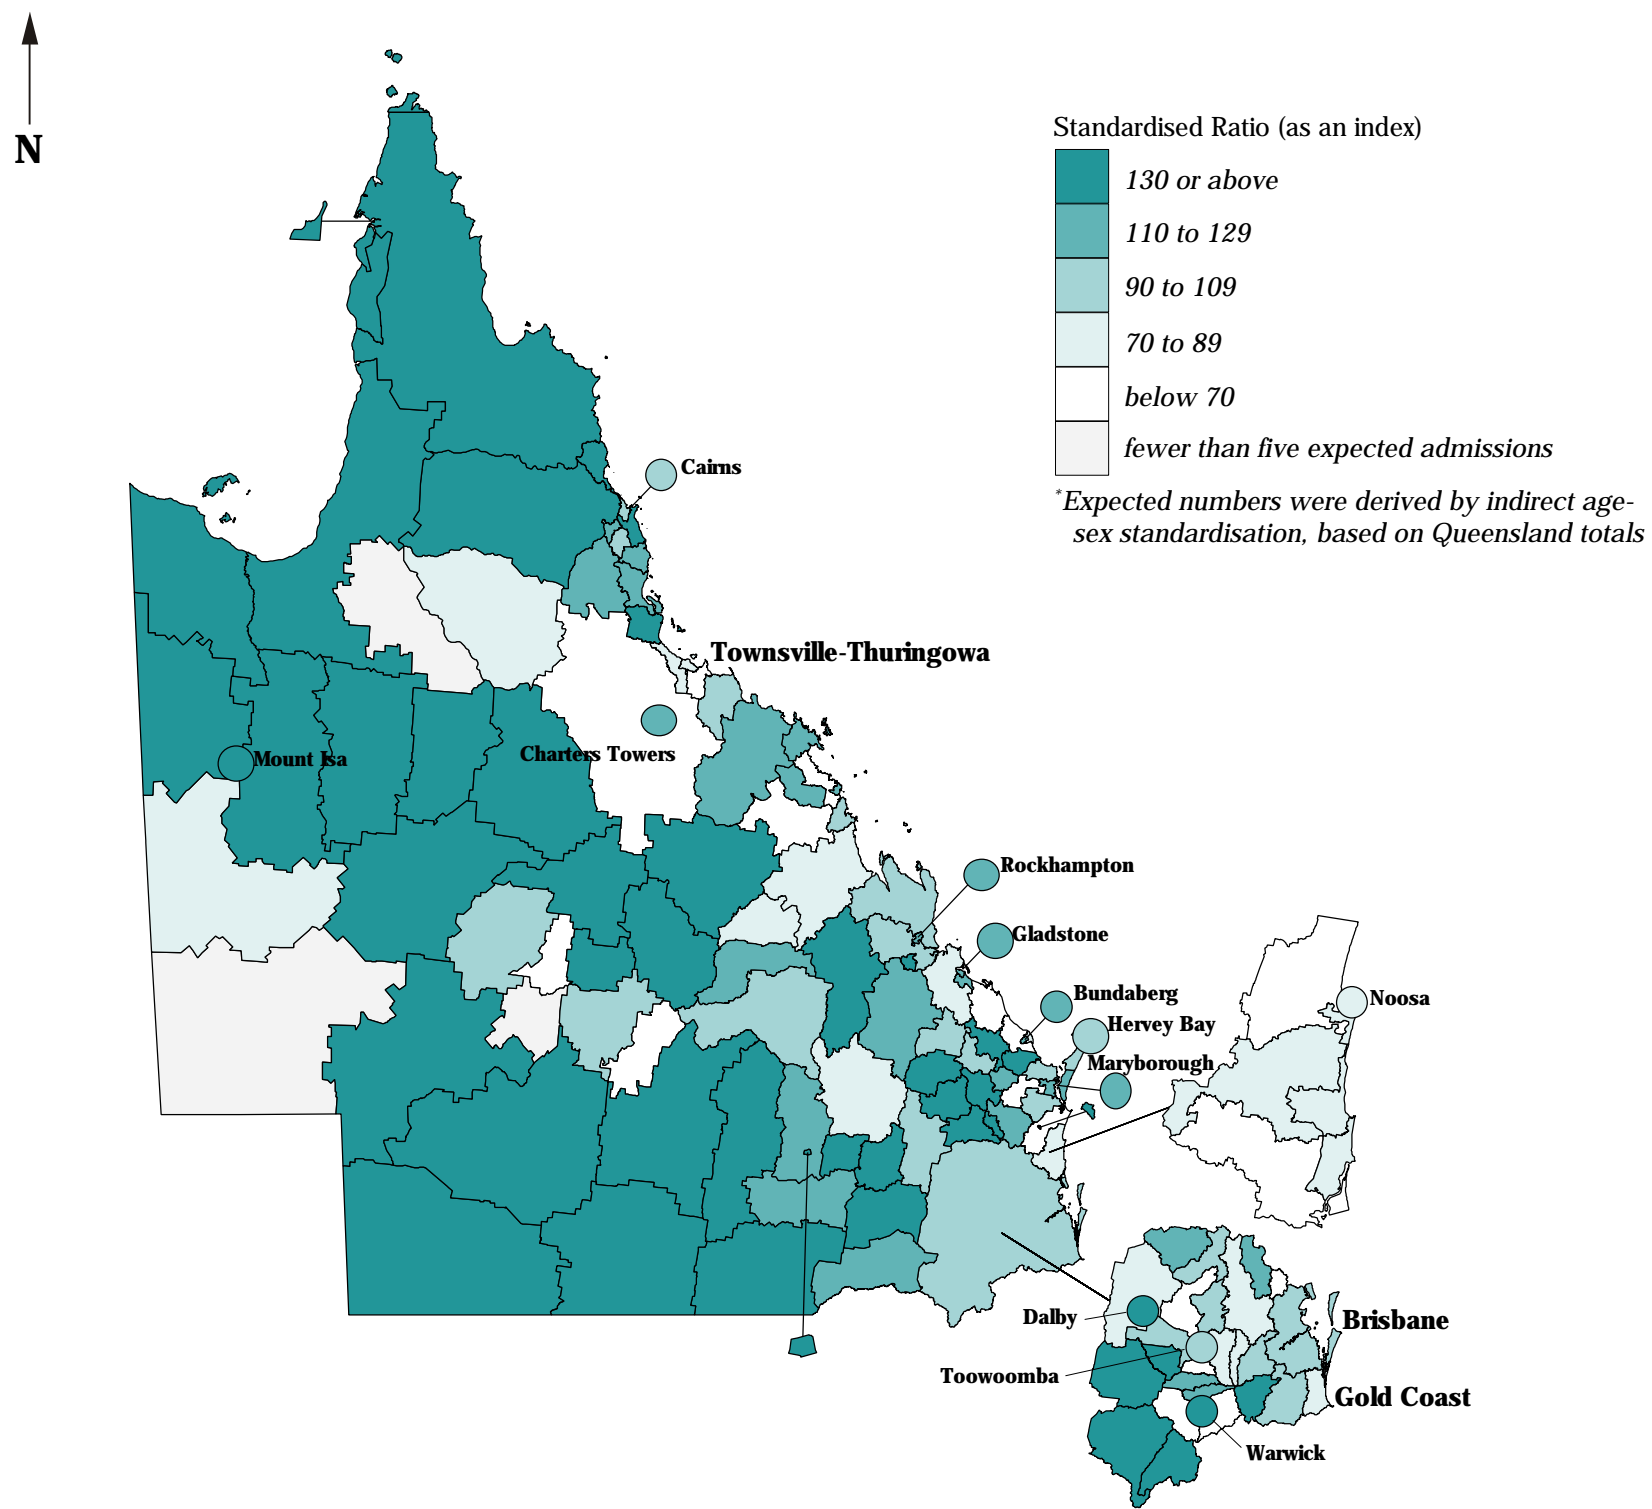 N
Standardised Ratio (as an index)
130 or above
110 to 129
90 to 109
70 to 89
below 70
fewer than five expected admissions
*Expected numbers were derived by indirect age-
sex standardisation, based on Queensland totals
Cairns
Townsville-Thuringowa
Charters Towers
Mount Isa
Rockhampton
Gladstone
Bundaberg
Noosa
Hervey Bay
Maryborough
Dalby
Brisbane
Toowoomba
Gold Coast
Warwick